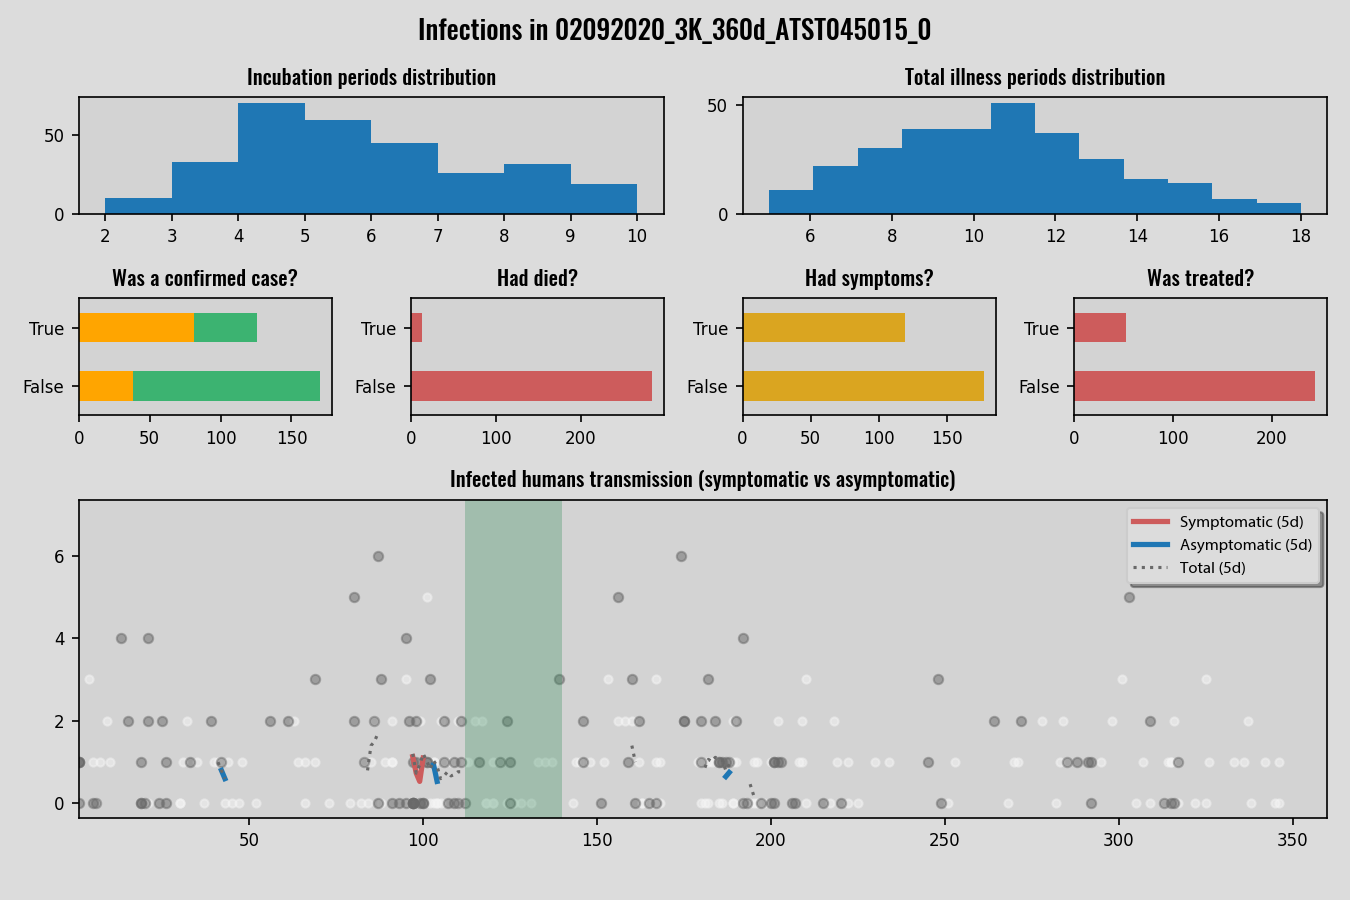 Infections in 02092020_3K_360d_ATST045015_0
Incubation periods distribution
Total illness periods distribution
50
0
2 3 4 5 6 7 8 9 10
50
0
6 8 10 12 14 16 18
Was a confirmed case?
Had died?
Had symptoms?
Was treated?
True
False
0 50 100 150
True
False
0 100 200
True
False
0 50 100 150
True
False
0 100 200
Infected humans transmission (symptomatic vs asymptomatic)
Symptomatic (5d)
Asymptomatic (5d)
Total (5d)
6
4
2
0
50 100 150 200 250 300 350